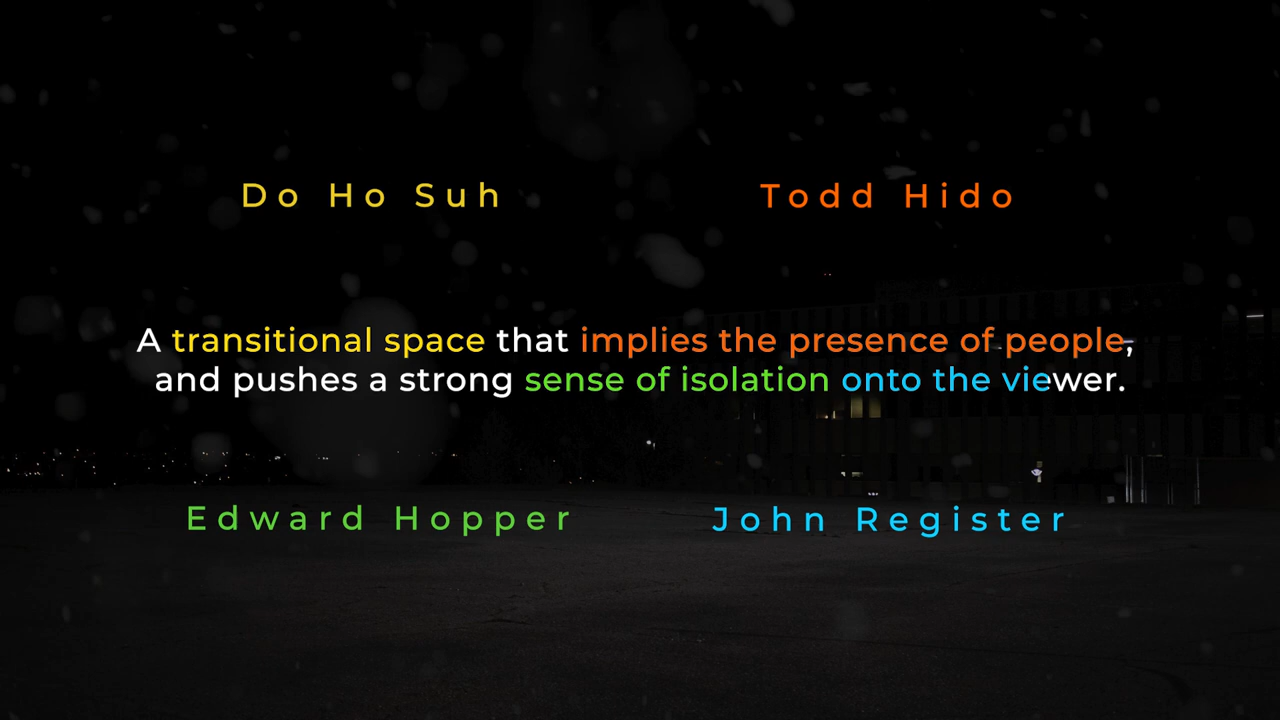 Do Ho Suh
Todd Hido
A transitional space that implies the presence of people,
and pushes a strong sense of isolation onto the viewer.
Edward Hopper
John Register